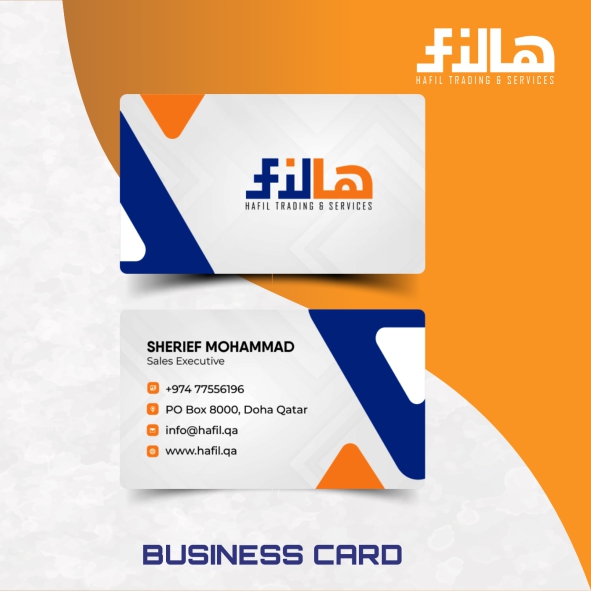 HAFIL TRADING & SERVICES
HAFIL TRADING & SERVICES
SHERIEF MOHAMMAD
Sales Executive
+974 77556196
PO Box 8000, Doha Qatar
info@hafil.qa
www.hafil.qa
BUSINESS CARD